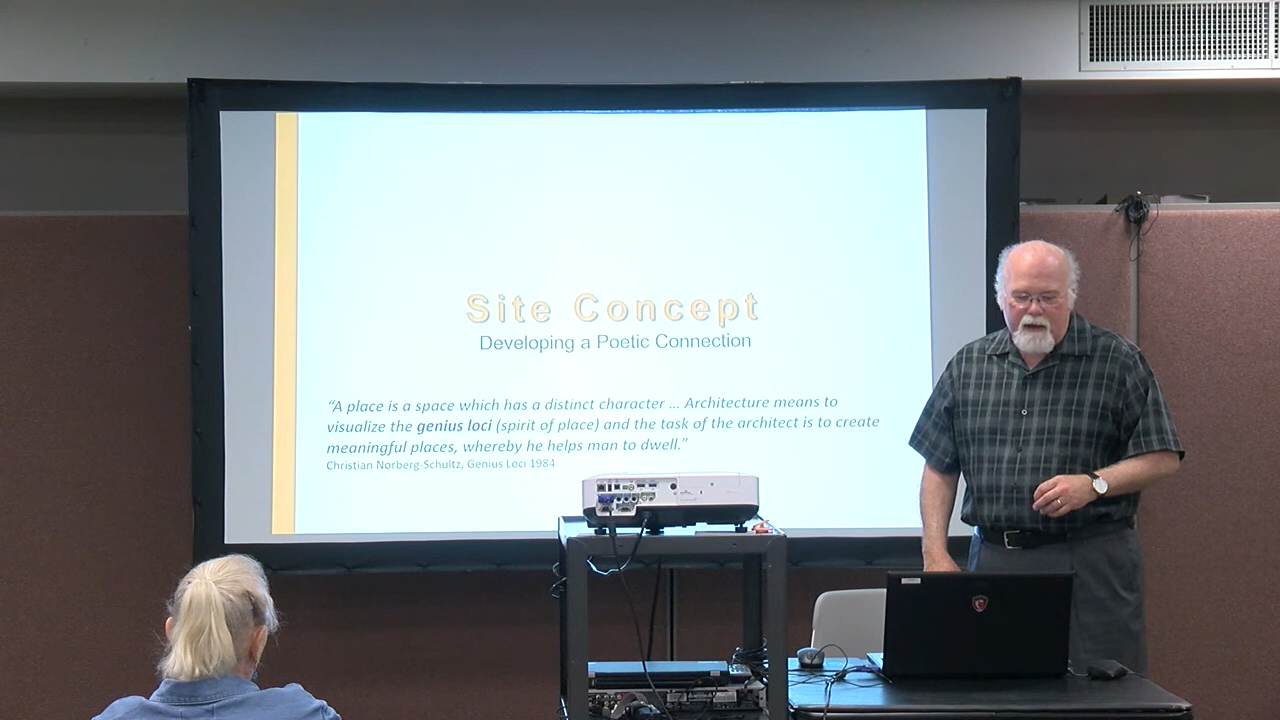 Site Concept
Developing a Poetic Connection
“A place is a space which has a distinct character ... Architecture means to
visualize the genius loci (spirit of place) and the task of the architect is to create
meaningful places, whereby he helps man to dwell.”
Christian Norberg-Schultz, Genius Loci 1984